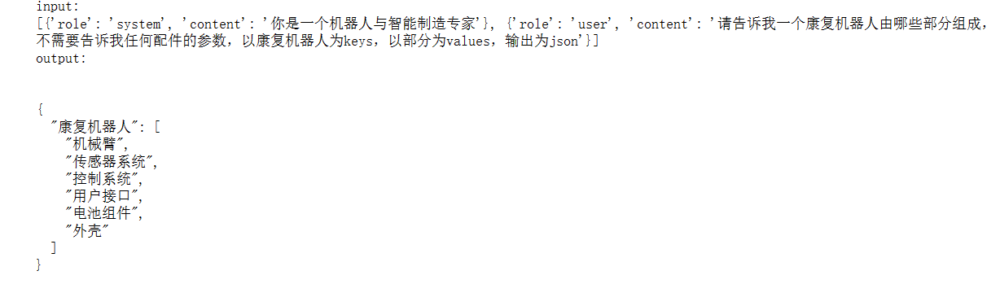 input:
[{'role': 'system', 'content': '你是一个机器人与智能制造专家'}, {'role': 'user', 'content': '请告诉我一个康复机器人由哪些部分组成，
不需要告诉我任何配件的参数，以康复机器人为keys，以部分为values，输出为json'}]
output:
{
"康复机器人": [
"机械臂",
"传感器系统",
"控制系统",
"用户接口",
"电池组件",
"外壳"
]
}